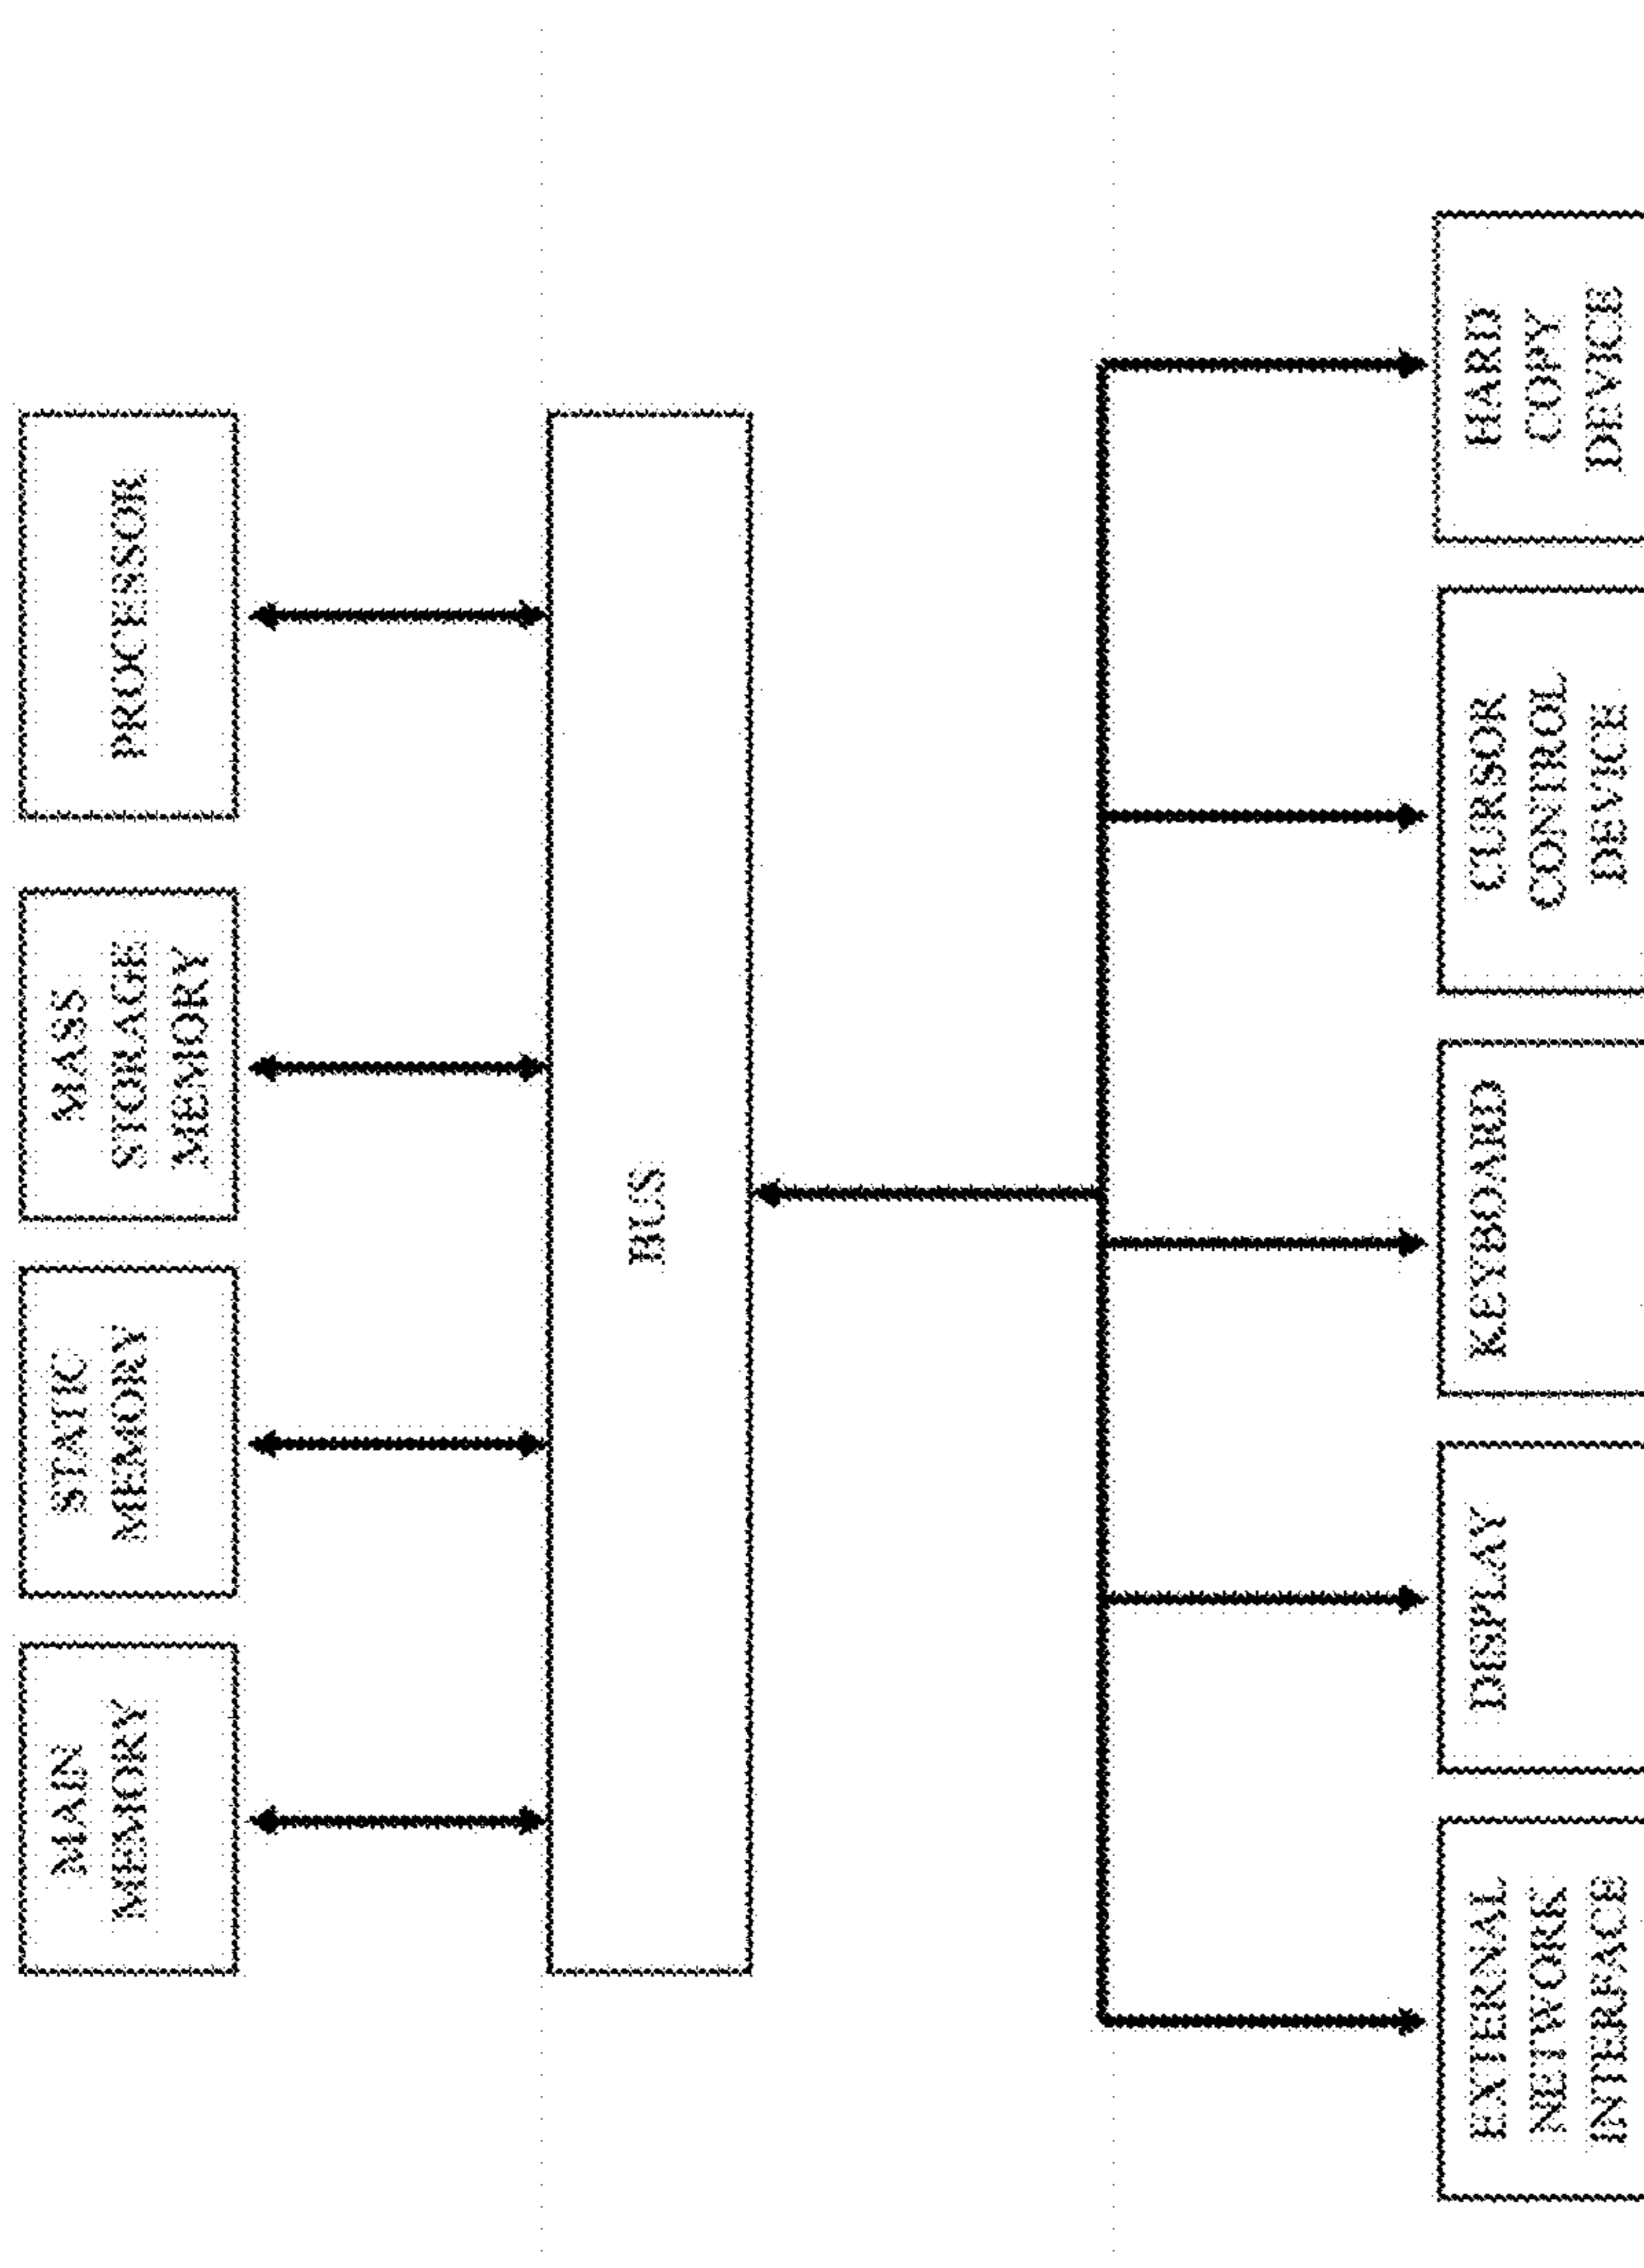 MAIN
MEMORY
STATIC
MEMORY
MASS
STORAGE
MEMORY
PROCESSOR
BUS
EXTERNAL
NETWORK
INTERFACE
DISPLAY
KEYBOARD
CURSOR
CONTROL
DEVICE
HARD
COPY
DEVICE